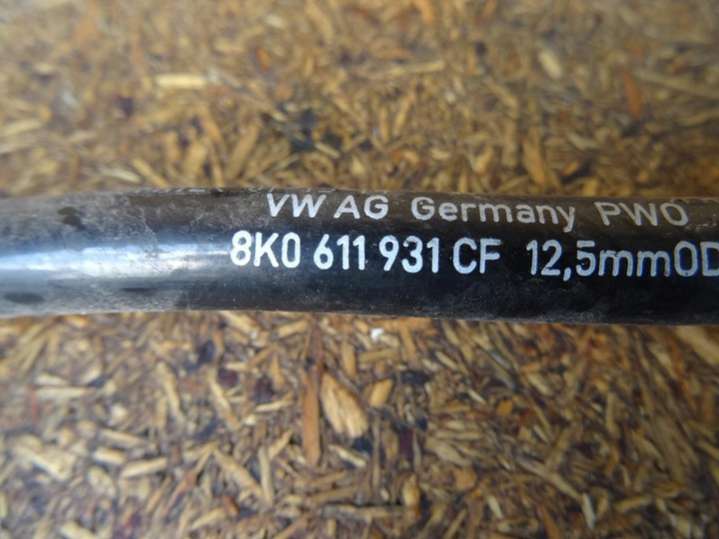 VW AG Germany PWO
8K0 611 931 CF 12,5mmOD